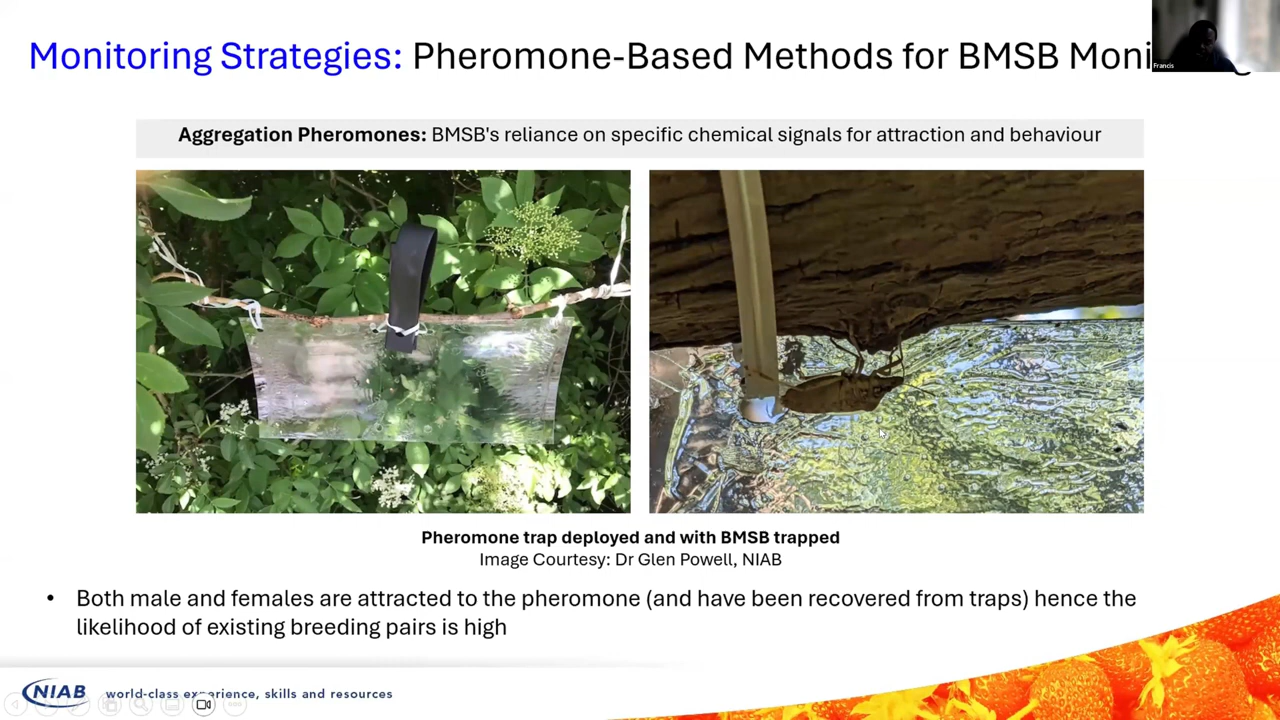 Monitoring Strategies: Pheromone-Based Methods for BMSB Moni
Francis
Aggregation Pheromones: BMSB's reliance on specific chemical signals for attraction and behaviour
Pheromone trap deployed and with BMSB trapped
Image Courtesy: Dr Glen Powell, NIAB
• Both male and females are attracted to the pheromone (and have been recovered from traps) hence the
likelihood of existing breeding pairs is high
NIAB world-class experience, skills and resources